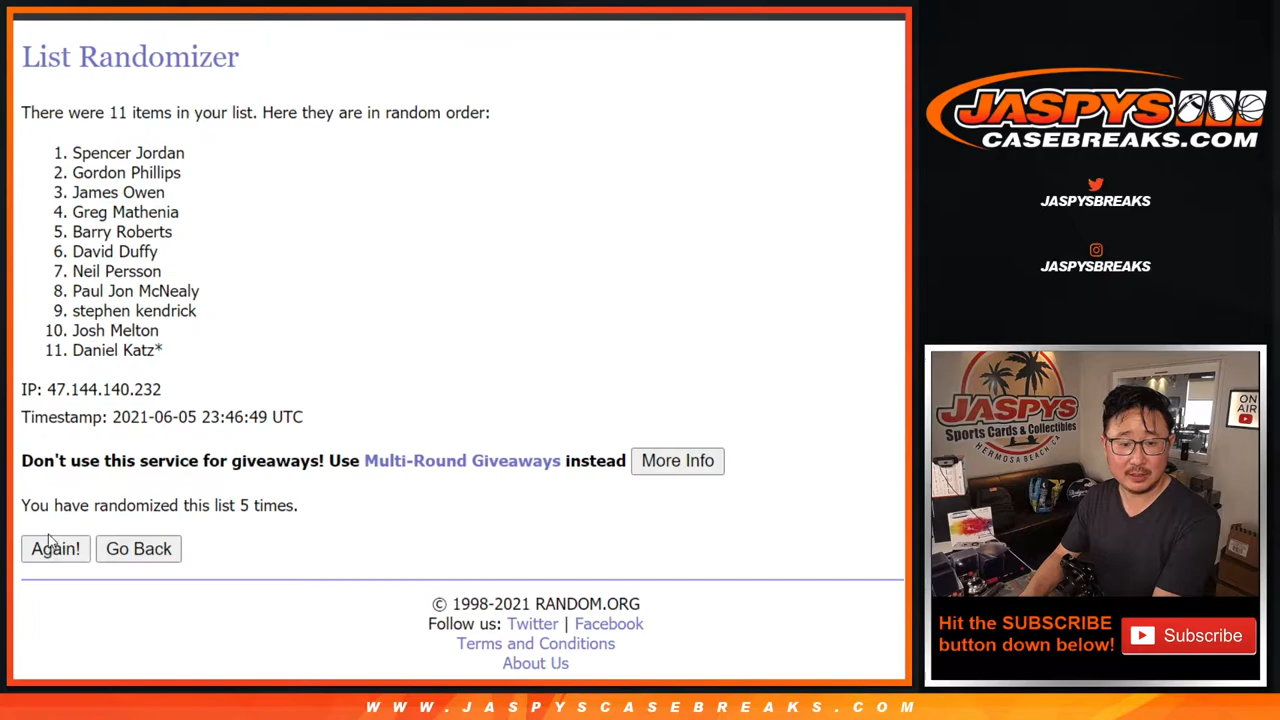 List Randomizer
There were 11 items in your list. Here they are in random order:
1. Spencer Jordan
2. Gordon Phillips
3. James Owen
4. Greg Mathenia
5. Barry Roberts
6. David Duffy
7. Neil Persson
8. Paul Jon McNealy
9. stephen kendrick
10. Josh Melton
11. Daniel Katz*
IP: 47.144.140.232
Timestamp: 2021-06-05 23:46:49 UTC
Don't use this service for giveaways! Use Multi-Round Giveaways instead More Info
You have randomized this list 5 times.
Again! Go Back
© 1998-2021 RANDOM.ORG
Follow us: Twitter | Facebook
Terms and Conditions
About Us
JASPYS
CASEBREAKS.COM
JASPYSBREAKS
JASPYSBREAKS
JASPYS
Sports Cards & Collectibles
HERMOSA BEACH, CA
ON
AIR
Hit the SUBSCRIBE
button down below!
Subscribe
WWW.JASPYSCASEBREAKS.COM